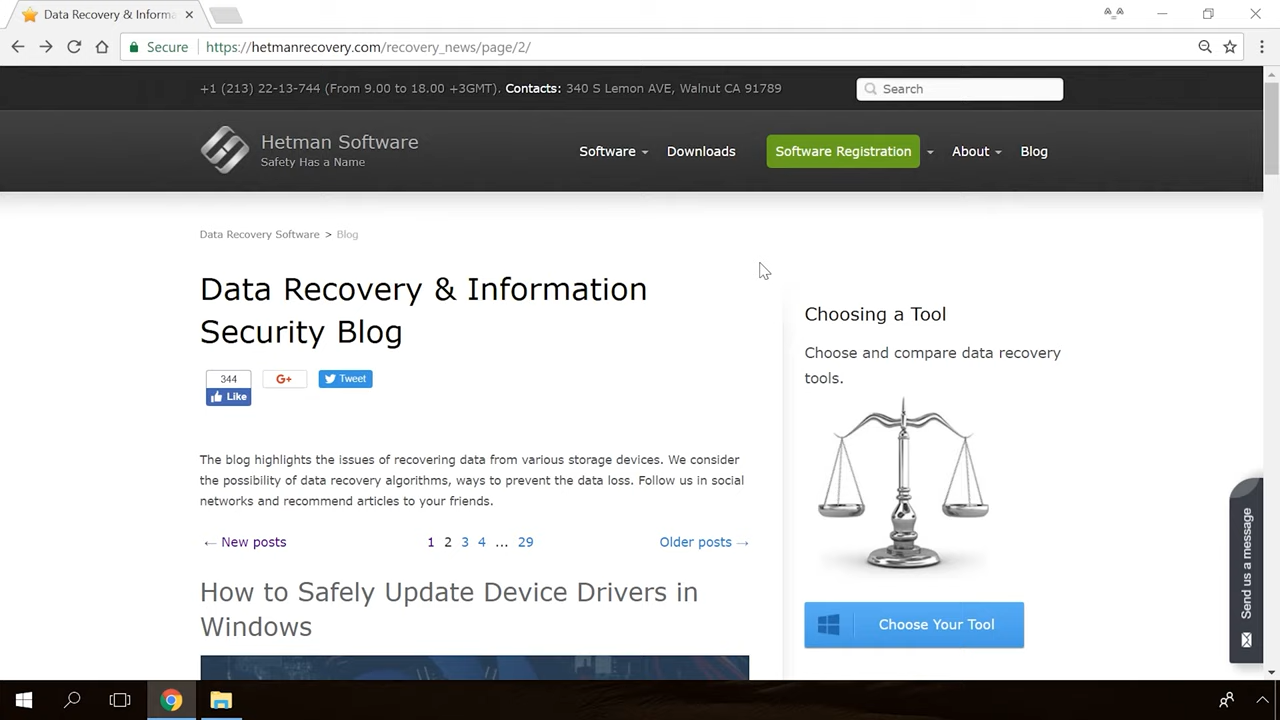 Data Recovery & Informa
Secure https://hetmanrecovery.com/recovery_news/page/2/
+1 (213) 22-13-744 (From 9.00 to 18.00 +3GMT). Contacts: 340 S Lemon AVE, Walnut CA 91789
Search
Hetman Software
Safety Has a Name
Software
Downloads
Software Registration
About
Blog
Data Recovery Software > Blog
Data Recovery & Information
Security Blog
344
Like
G+
Tweet
The blog highlights the issues of recovering data from various storage devices. We consider
the possibility of data recovery algorithms, ways to prevent the data loss. Follow us in social
networks and recommend articles to your friends.
← New posts
1 2 3 4 ... 29
Older posts →
How to Safely Update Device Drivers in
Windows
Choosing a Tool
Choose and compare data recovery
tools.
Choose Your Tool
Send us a message